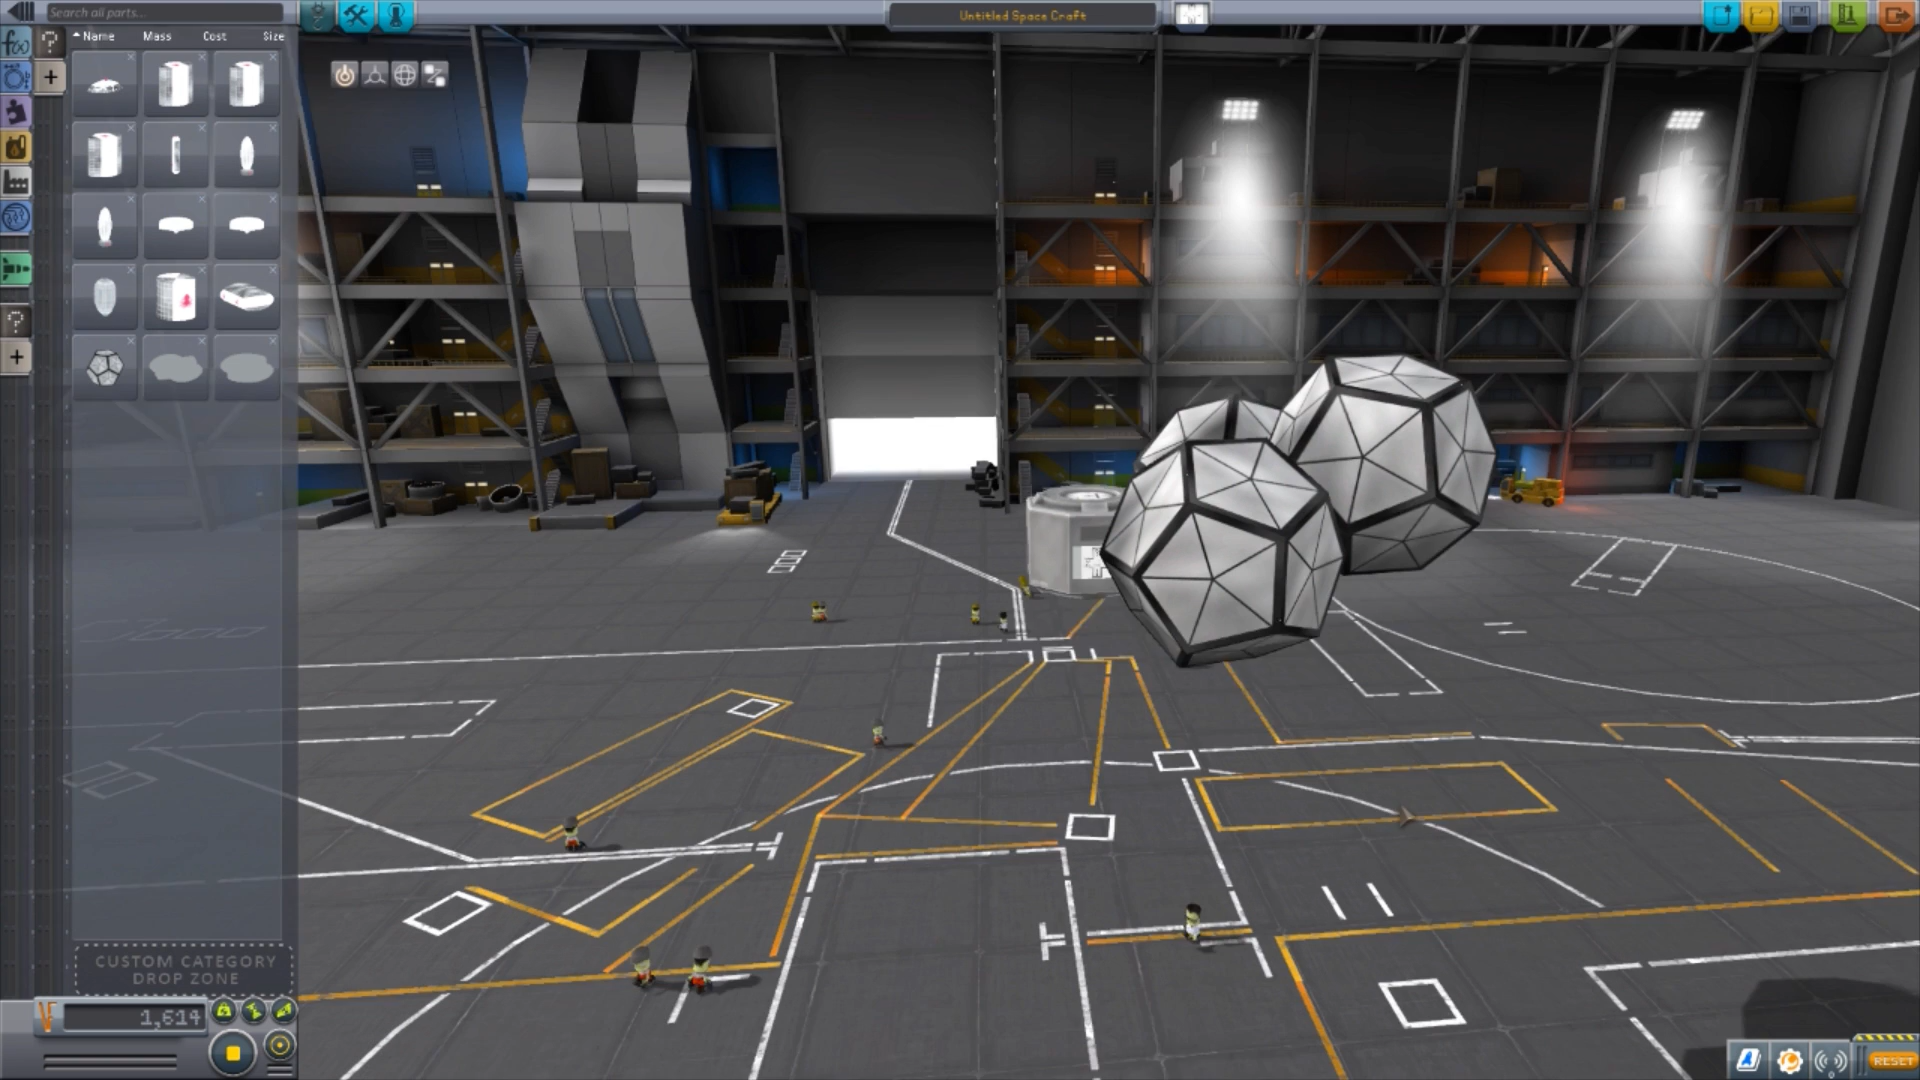 Search all parts...
Untitled Space Craft
f(x)
Name Mass Cost Size
CUSTOM CATEGORY
DROP ZONE
1,614
RESET